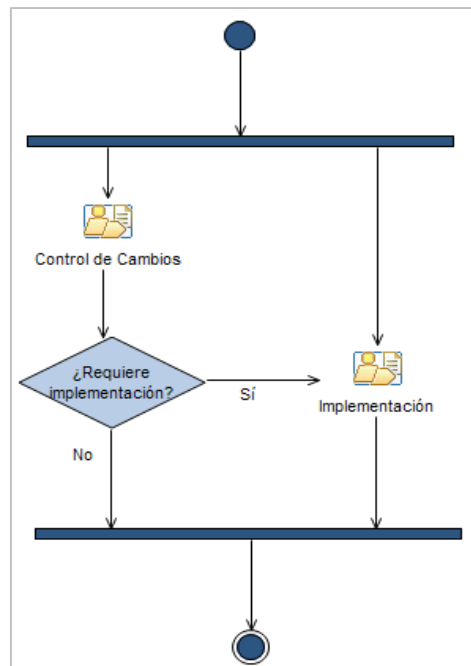 Control de Cambios
¿Requiere
implementación?
Sí
Implementación
No